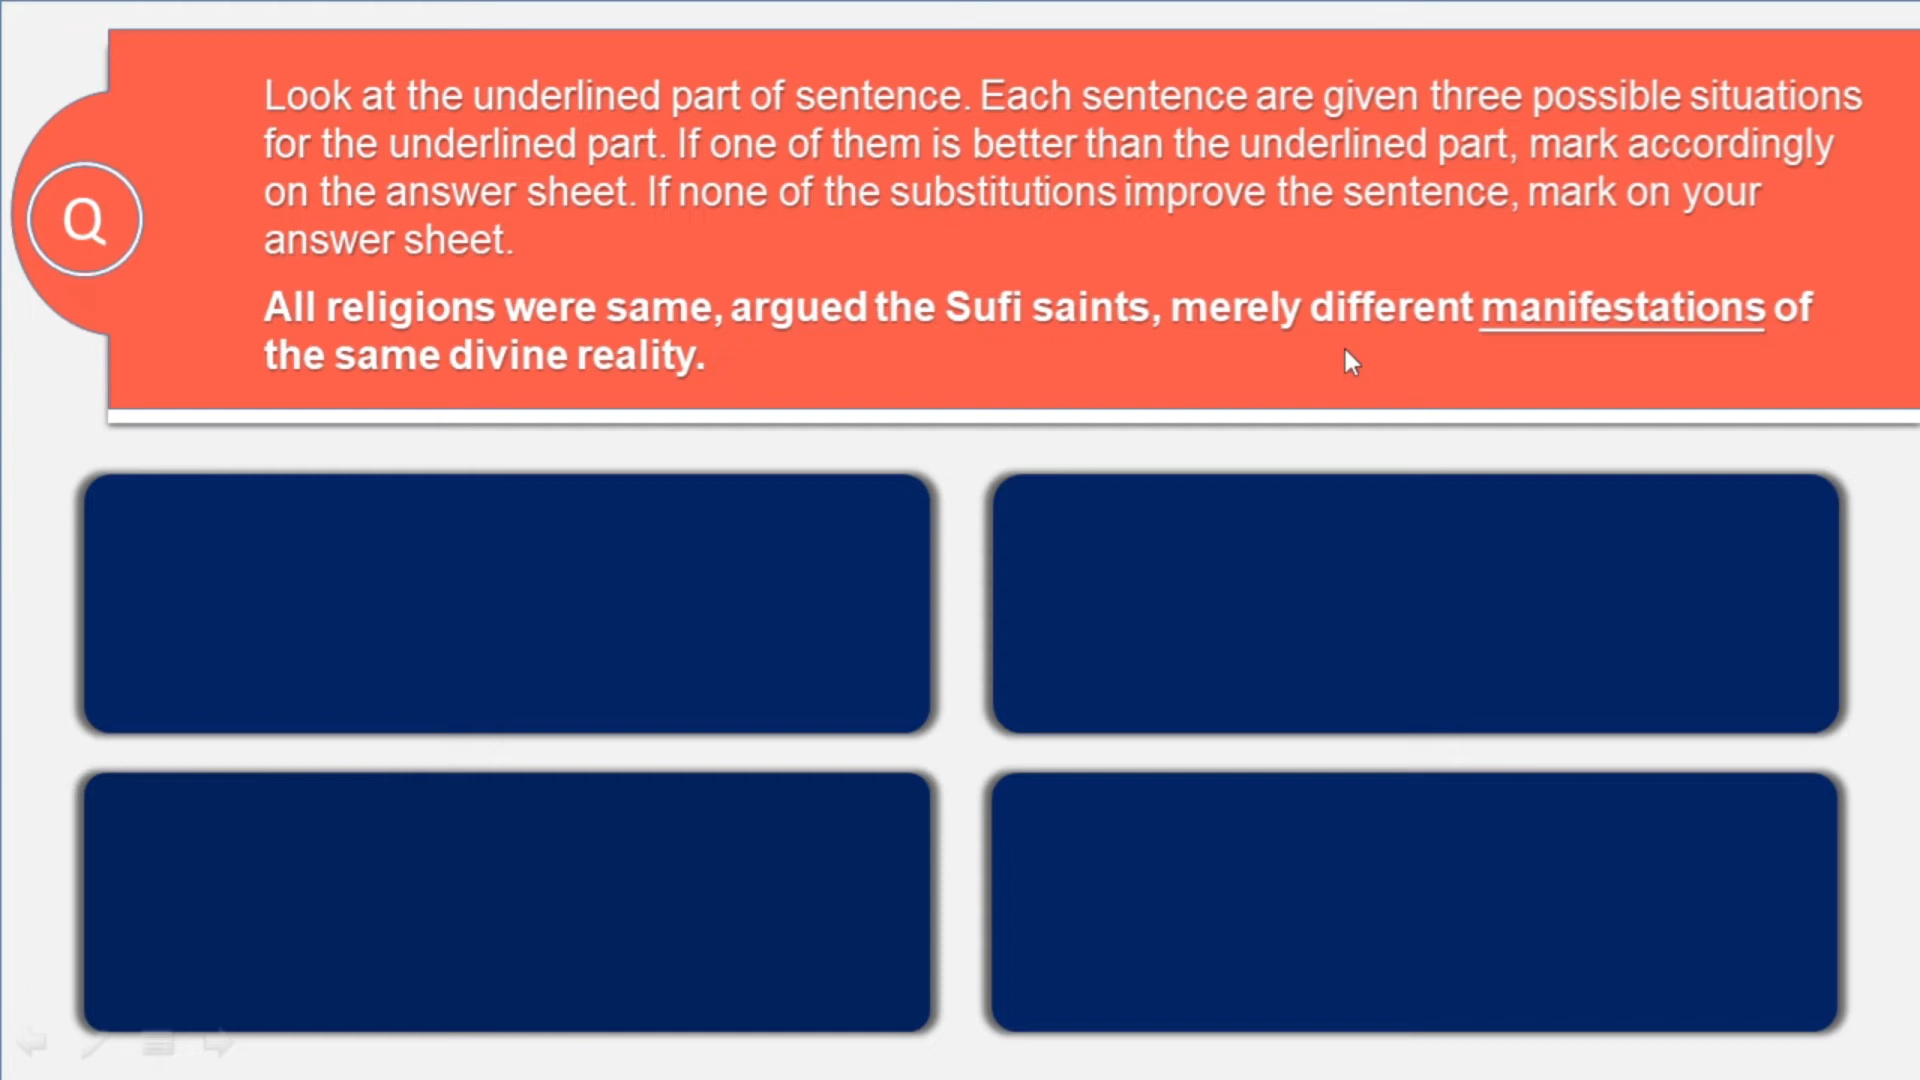 Look at the underlined part of sentence. Each sentence are given three possible situations
for the underlined part. If one of them is better than the underlined part, mark accordingly
on the answer sheet. If none of the substitutions improve the sentence, mark on your
answer sheet.
Q
All religions were same, argued the Sufi saints, merely different manifestations of
the same divine reality.